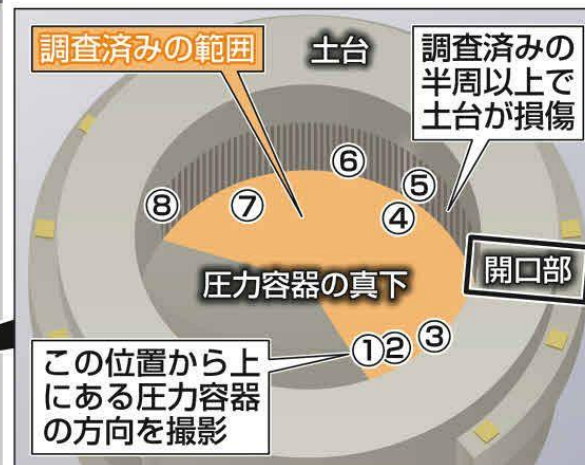 調査済みの範囲
土台
調査済みの
半周以上で
土台が損傷
⑥
⑤
⑧
⑦
④
圧力容器の真下
開口部
①
②
③
この位置から上
にある圧力容器
の方向を撮影